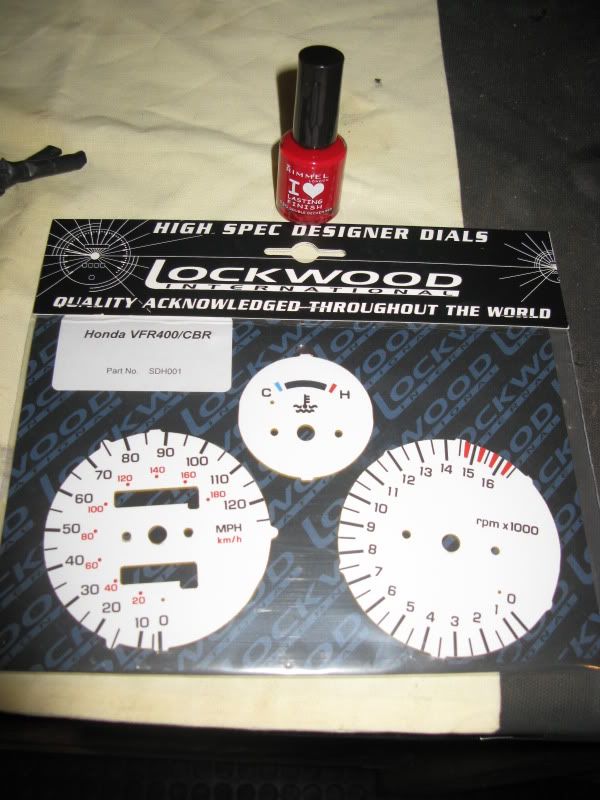 RIMMEL
LONDON
I
LASTING
FINISH
HIGH SPEC DESIGNER DIALS
LOCKWOOD
INTERNATIONAL
QUALITY ACKNOWLEDGED THROUGHOUT THE WORLD
Honda VFR400/CBR
Part No. SDH001
C H
0 10 20 30 40 50 60 70 80 90 100 110 120
20 40 60 80 100 120 140 160 180
MPH
km/h
0 1 2 3 4 5 6 7 8 9 10 11 12 13 14 15 16
rpm x1000
LOCKWOOD
INTERNATIONAL